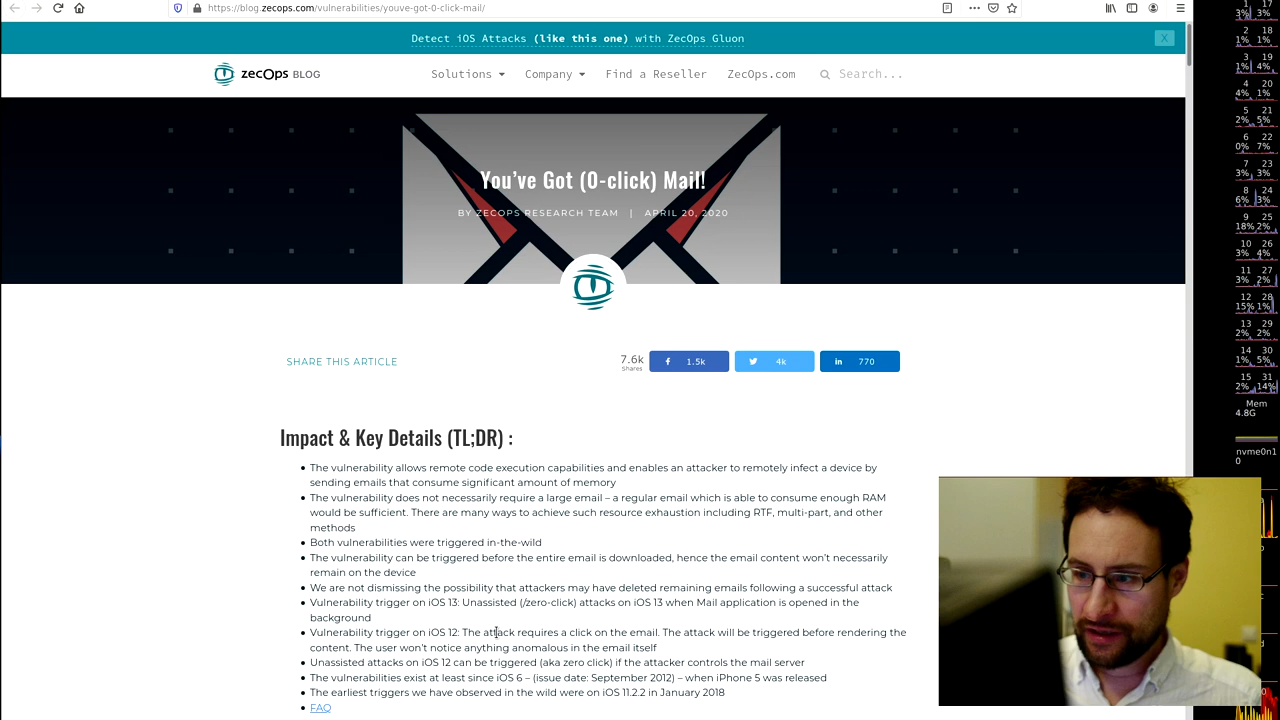 https://blog.zecops.com/vulnerabilities/youve-got-0-click-mail/
Detect iOS Attacks (like this one) with ZecOps Gluon
X
zecOps BLOG
Solutions
Company
Find a Reseller
ZecOps.com
Search...
You've Got (0-click) Mail!
BY ZECOPS RESEARCH TEAM | APRIL 20, 2020
SHARE THIS ARTICLE
7.6k
Shares
1.5k
4k
770
Impact & Key Details (TL;DR) :
The vulnerability allows remote code execution capabilities and enables an attacker to remotely infect a device by
sending emails that consume significant amount of memory
The vulnerability does not necessarily require a large email – a regular email which is able to consume enough RAM
would be sufficient. There are many ways to achieve such resource exhaustion including RTF, multi-part, and other
methods
Both vulnerabilities were triggered in-the-wild
The vulnerability can be triggered before the entire email is downloaded, hence the email content won't necessarily
remain on the device
We are not dismissing the possibility that attackers may have deleted remaining emails following a successful attack
Vulnerability trigger on iOS 13: Unassisted (/zero-click) attacks on iOS 13 when Mail application is opened in the
background
Vulnerability trigger on iOS 12: The attack requires a click on the email. The attack will be triggered before rendering the
content. The user won't notice anything anomalous in the email itself
Unassisted attacks on iOS 12 can be triggered (aka zero click) if the attacker controls the mail server
The vulnerabilities exist at least since iOS 6 – (issue date: September 2012) – when iPhone 5 was released
The earliest triggers we have observed in the wild were on iOS 11.2.2 in January 2018
FAQ
1 17
3% 3%
2 18
1% 1%
3 19
1% 4%
4 20
4% 1%
5 21
2% 5%
6 22
0% 7%
7 23
3% 3%
8 24
6% 3%
9 25
18% 2%
10 26
3% 4%
11 27
3% 2%
12 28
15% 1%
13 29
2% 2%
14 30
1% 5%
15 31
2% 14%
Mem
4.8G
nvme0n1
0